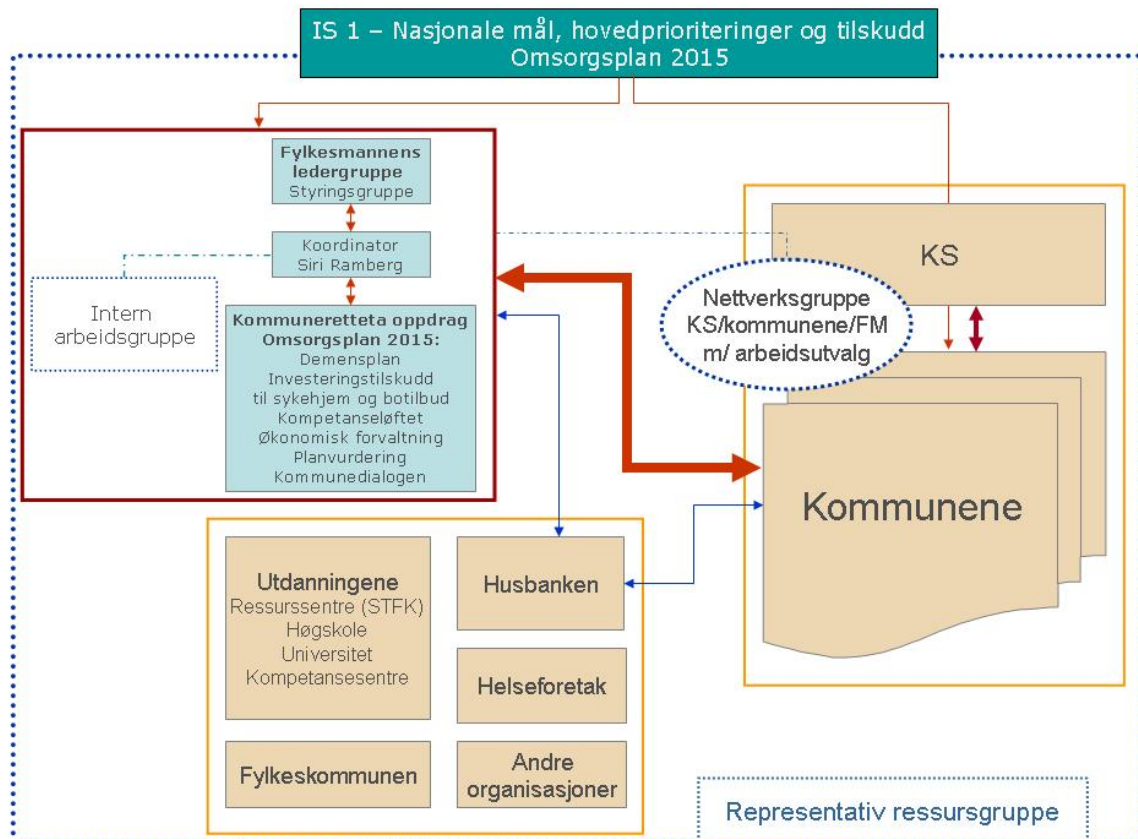 IS 1 – Nasjonale mål, hovedprioriteringer og tilskudd
Omsorgsplan 2015
Fylkesmannens
ledergruppe
Styringsgruppe
Koordinator
Siri Ramberg
Intern
arbeidsgruppe
Kommuneretteta oppdrag
Omsorgsplan 2015:
Demensplan
Investeringstilskudd
til sykehjem og botilbud
Kompetanseløftet
Økonomisk forvaltning
Planvurdering
Kommunedialogen
KS
Nettverksgruppe
KS/kommunene/FM
m/ arbeidsutvalg
Kommunene
Utdanningene
Ressurssentre (STFK)
Høgskole
Universitet
Kompetansesentre
Husbanken
Helseforetak
Fylkeskommunen
Andre
organisasjoner
Representativ ressursgruppe